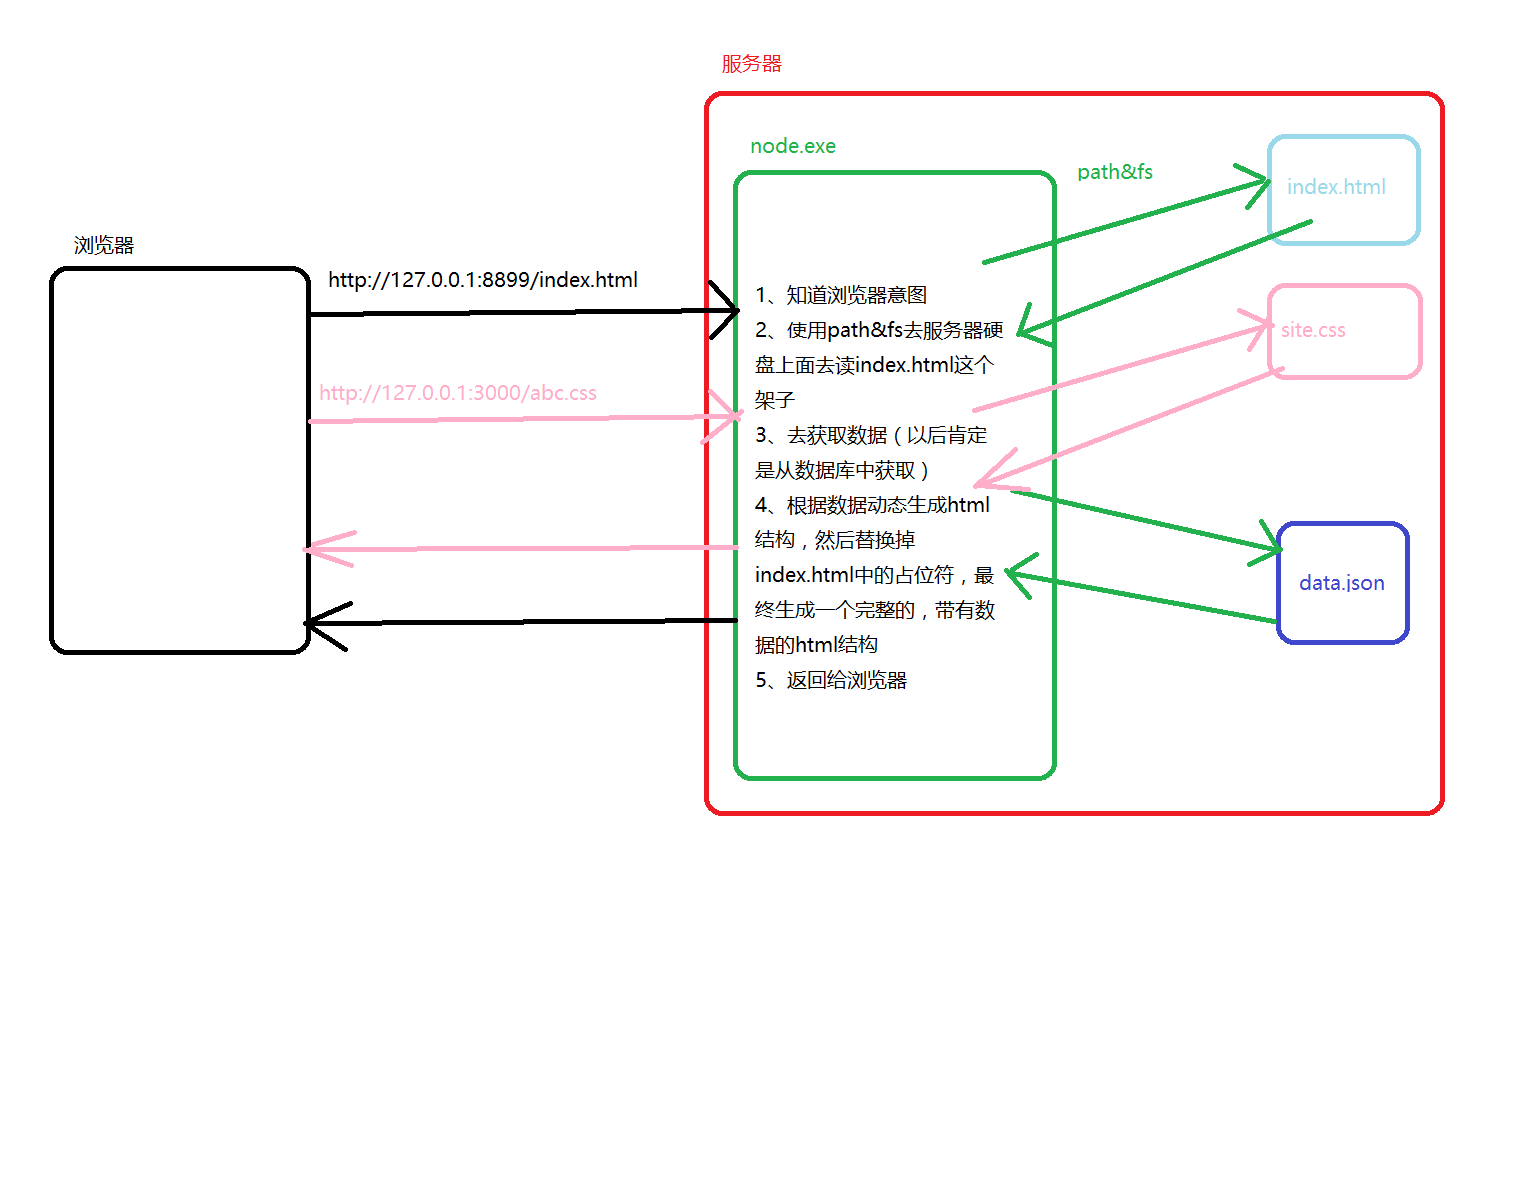 服务器
node.exe
path&fs
index.html
浏览器
http://127.0.0.1:8899/index.html
1、知道浏览器意图
2、使用path&fs去服务器硬
盘上面去读index.html这个
架子
3、去获取数据（以后肯定
是从数据库中获取）
4、根据数据动态生成html
结构，然后替换掉
index.html中的占位符，最
终生成一个完整的，带有数
据的html结构
5、返回给浏览器
site.css
http://127.0.0.1:3000/abc.css
data.json